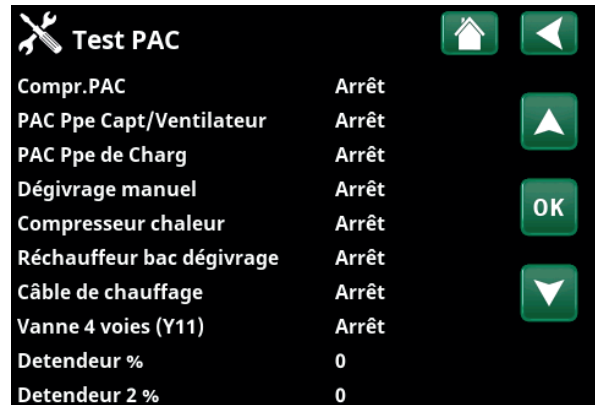 Test PAC
Compr.PAC Arrêt
PAC Ppe Capt/Ventilateur Arrêt
PAC Ppe de Charg Arrêt
Dégivrage manuel Arrêt
OK
Compresseur chaleur Arrêt
Réchauffeur bac dégivrage Arrêt
Câble de chauffage Arrêt
Vanne 4 voies (Y11) Arrêt
Detendeur % 0
Detendeur 2 % 0